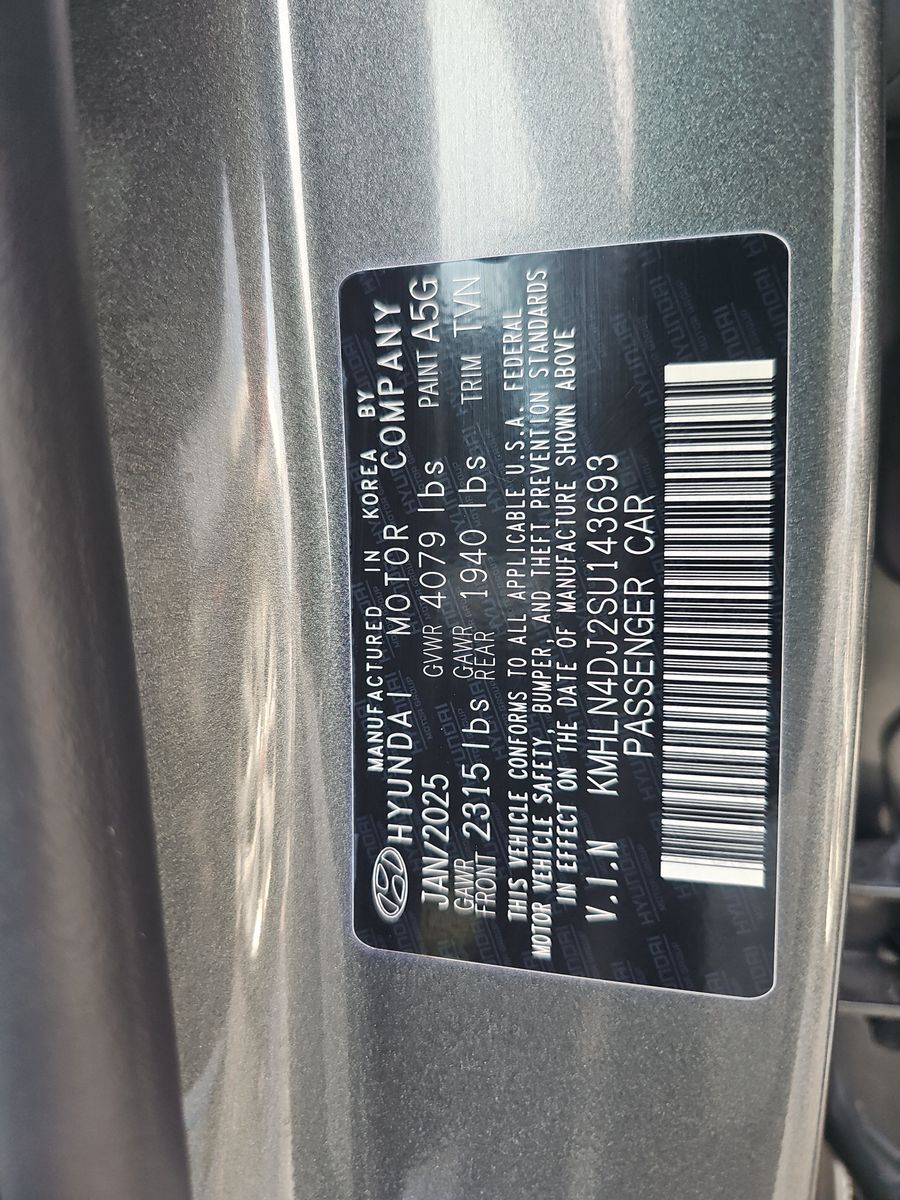 MANUFACTURED IN KOREA BY
HYUNDAI MOTOR COMPANY
JAN/2025 GVWR 4079 lbs PAINT A5G
GAWR FRONT 2315 lbs GAWR REAR 1940 lbs TRIM TVN
THIS VEHICLE CONFORMS TO ALL APPLICABLE U.S.A. FEDERAL
MOTOR VEHICLE SAFETY, BUMPER, AND THEFT PREVENTION STANDARDS
IN EFFECT ON THE DATE OF MANUFACTURE SHOWN ABOVE
V.I.N KMHLN4DJ2SU143693
PASSENGER CAR